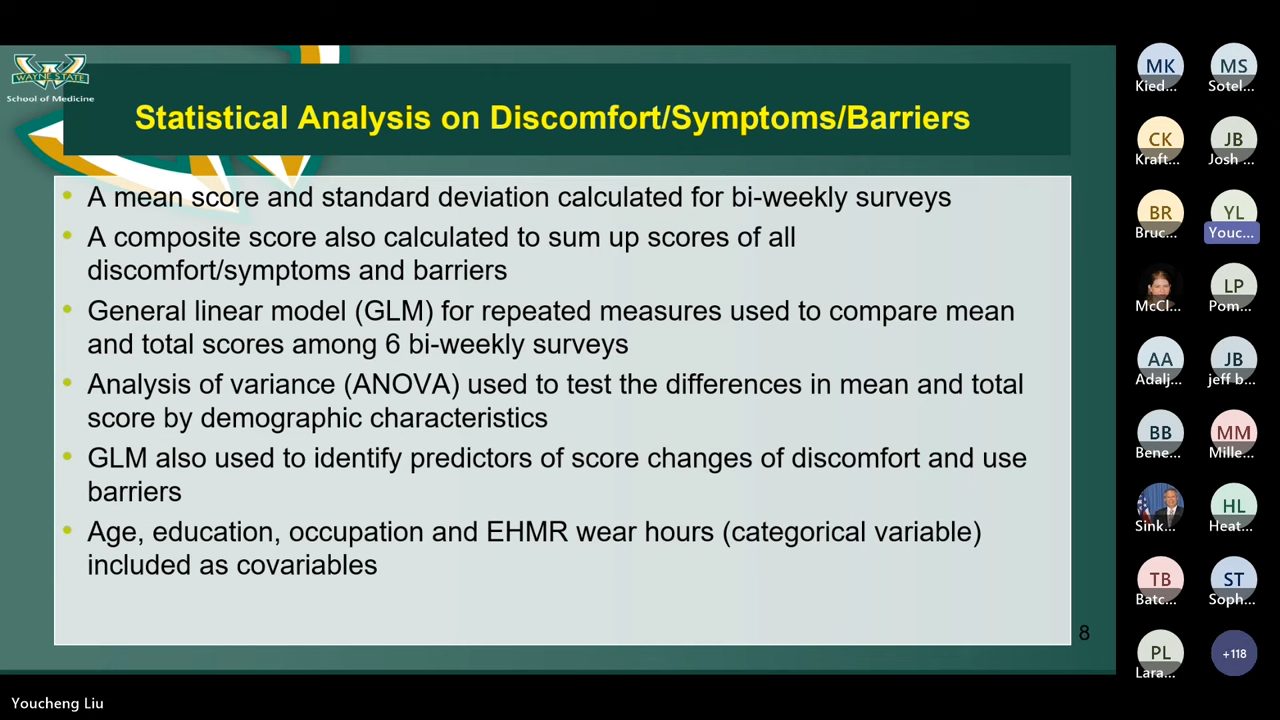 WAYNE STATE
School of Medicine
Statistical Analysis on Discomfort/Symptoms/Barriers
• A mean score and standard deviation calculated for bi-weekly surveys
• A composite score also calculated to sum up scores of all
discomfort/symptoms and barriers
• General linear model (GLM) for repeated measures used to compare mean
and total scores among 6 bi-weekly surveys
• Analysis of variance (ANOVA) used to test the differences in mean and total
score by demographic characteristics
• GLM also used to identify predictors of score changes of discomfort and use
barriers
• Age, education, occupation and EHMR wear hours (categorical variable)
included as covariables
8
Youcheng Liu
MK
Kied...
MS
Sotel...
CK
Kraft...
JB
Josh ...
BR
Bruc...
YL
Youc...
McCl...
LP
Pom...
AA
Adalj...
JB
jeff b...
BB
Bene...
MM
Mille...
Sink...
HL
Heat...
TB
Batc...
ST
Soph...
PL
Lara...
+118